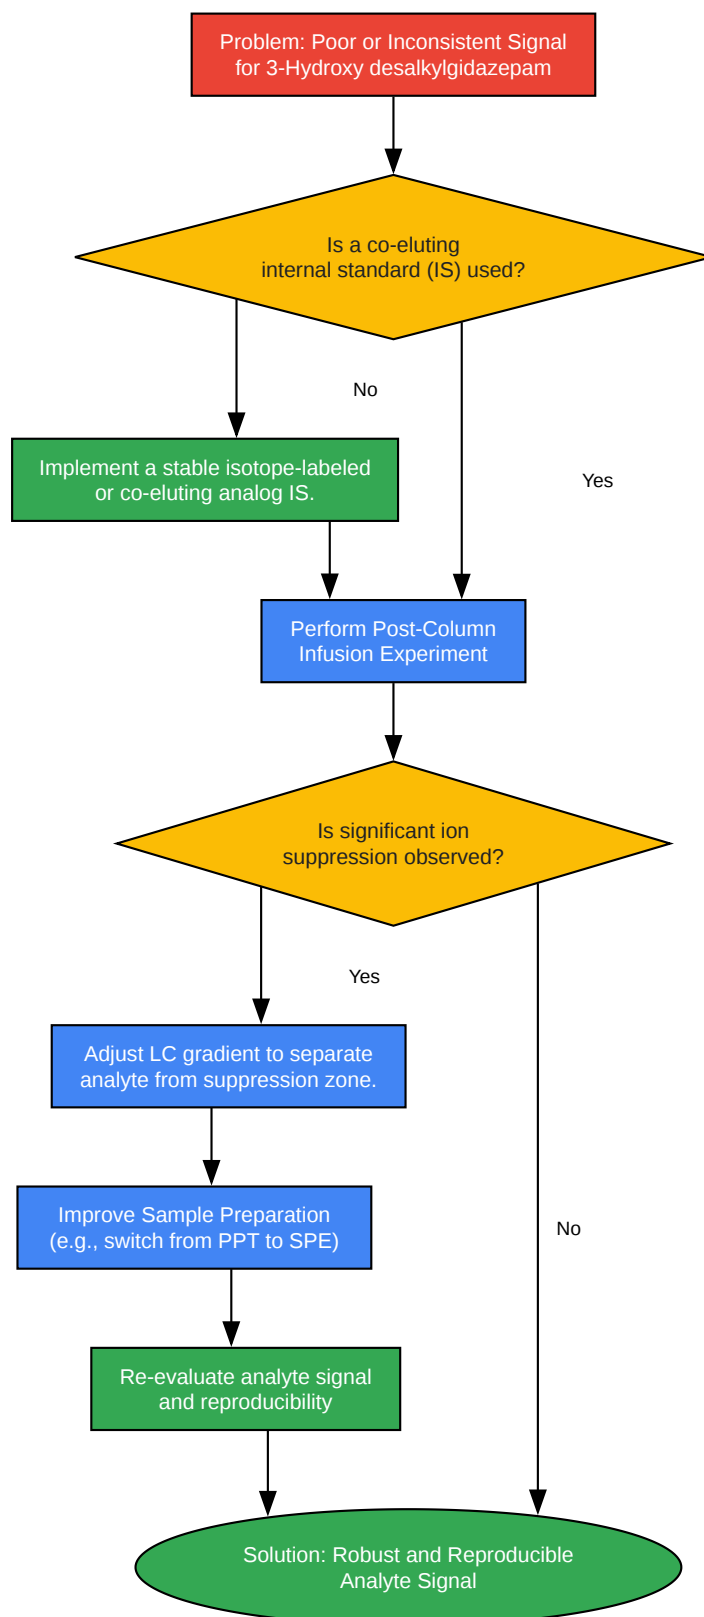 Problem: Poor or Inconsistent Signal
for 3-Hydroxy desalkylgidazepam
Is a co-eluting
internal standard (IS) used?
No
Implement a stable isotope-labeled
or co-eluting analog IS.
Yes
Perform Post-Column
Infusion Experiment
Is significant ion
suppression observed?
Yes
Adjust LC gradient to separate
analyte from suppression zone.
Improve Sample Preparation
(e.g., switch from PPT to SPE)
No
Re-evaluate analyte signal
and reproducibility
Solution: Robust and Reproducible
Analyte Signal